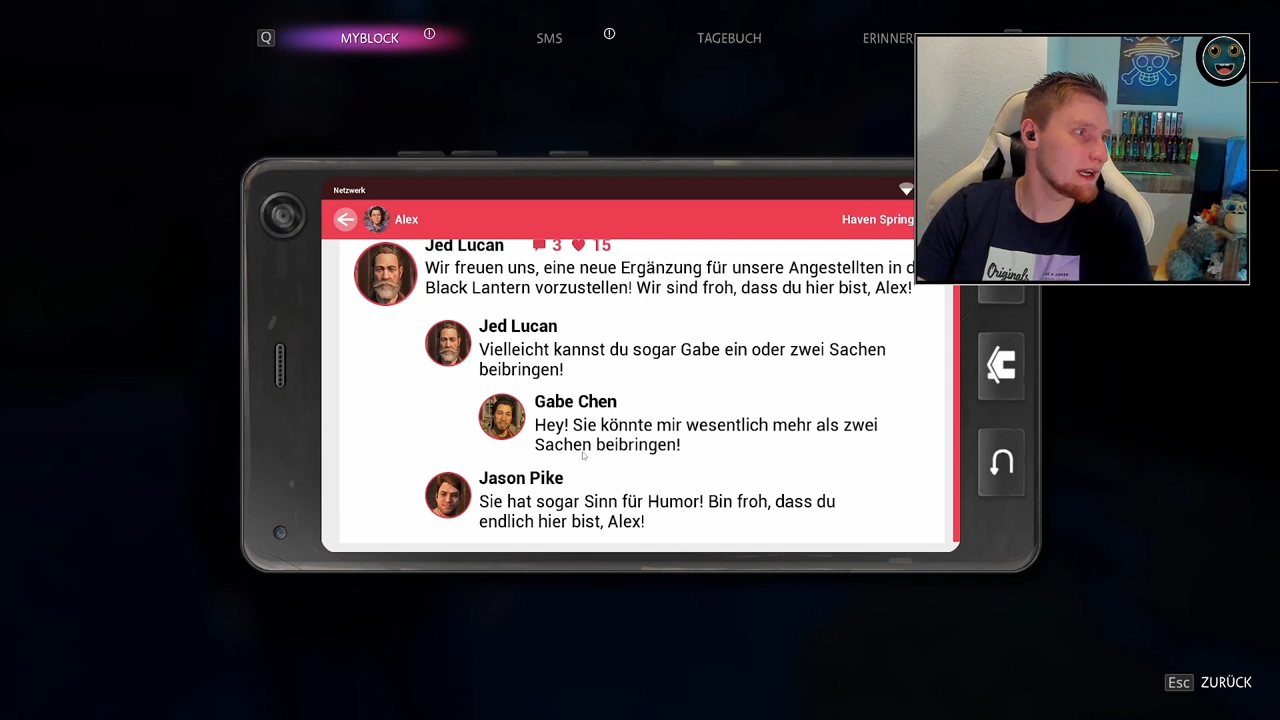 Q MYBLOCK SMS TAGEBUCH
Netzwerk
Alex
Jed Lucan 3 15
Wir freuen uns, eine neue Ergänzung für unsere Angestellten in
Black Lantern vorzustellen! Wir sind froh, dass du hier bist, Alex!
Jed Lucan
Vielleicht kannst du sogar Gabe ein oder zwei Sachen
beibringen!
Gabe Chen
Hey! Sie könnte mir wesentlich mehr als zwei
Sachen beibringen!
Jason Pike
Sie hat sogar Sinn für Humor! Bin froh, dass du
endlich hier bist, Alex!
Originals
Esc ZURÜCK